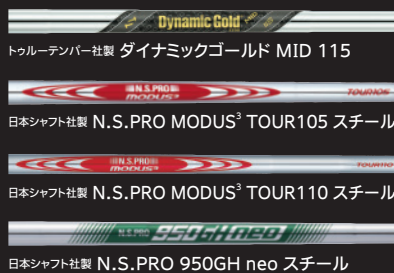 Dynamic Gold MID
トゥルーテンパー社製 ダイナミックゴールド MID 115
N.S.PRO MODUS³ TOUR105
日本シャフト社製 N.S.PRO MODUS³ TOUR105 スチール
N.S.PRO MODUS³ TOUR110
日本シャフト社製 N.S.PRO MODUS³ TOUR110 スチール
N.S.PRO 950GH neo
日本シャフト社製 N.S.PRO 950GH neo スチール